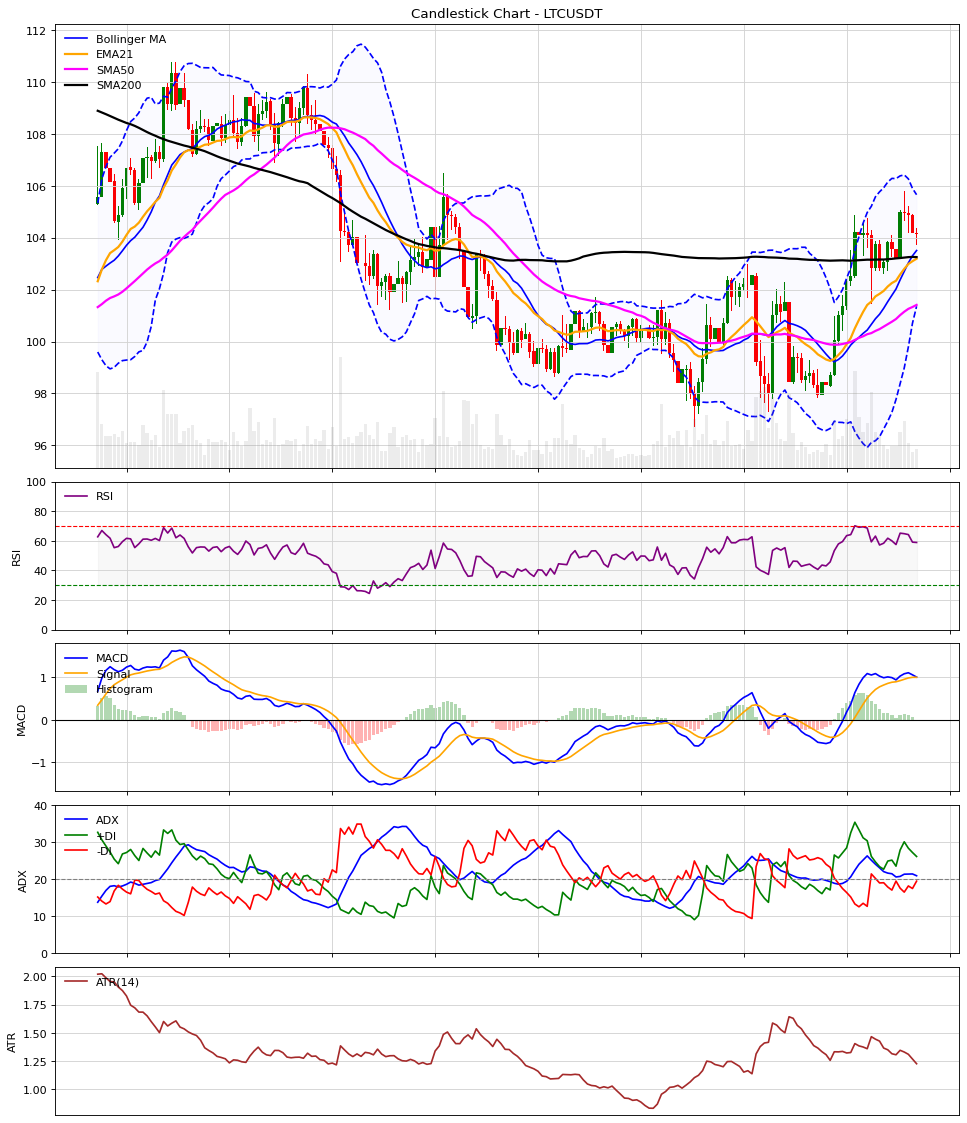 Candlestick Chart - LTCUSDT
112
110
108
106
104
102
100
98
96
Bollinger MA
EMA21
SMA50
SMA200
100
80
60
40
20
0
RSI
RSI
1
0
−1
MACD
MACD
Signal
Histogram
40
30
20
10
0
ADX
ADX
+DI
-DI
2.00
1.75
1.50
1.25
1.00
ATR
ATR(14)